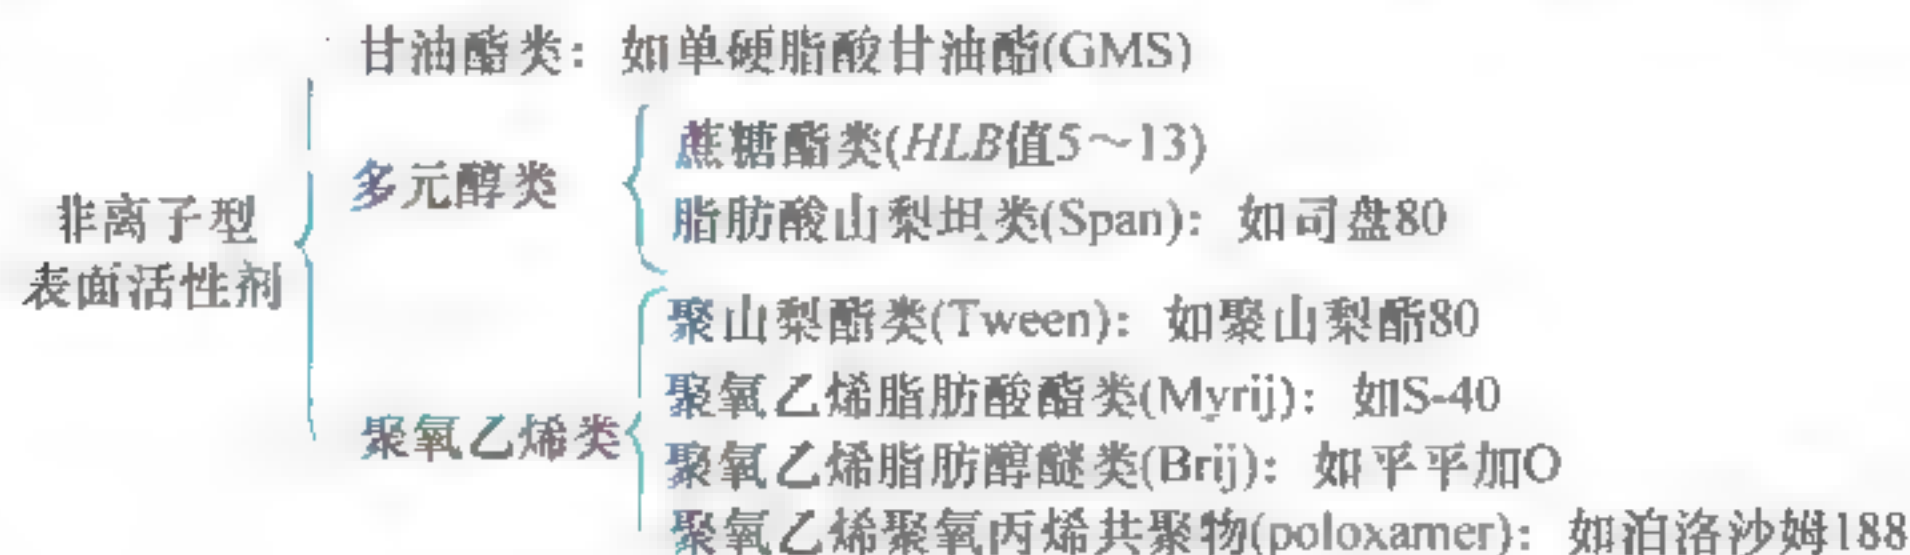 甘油酯类：如单硬脂酸甘油酯(GMS)
蔗糖酯类(HLB值5～13)
多元醇类
脂肪酸山梨坦类(Span)：如司盘80
非离子型
表面活性剂
聚山梨酯类(Tween)：如聚山梨酯80
聚氧乙烯脂肪酸酯类(Myrij)：如S-40
聚氧乙烯类
聚氧乙烯脂肪醇醚类(Brij)：如平平加O
聚氧乙烯聚氧丙烯共聚物(poloxamer)：如泊洛沙姆188